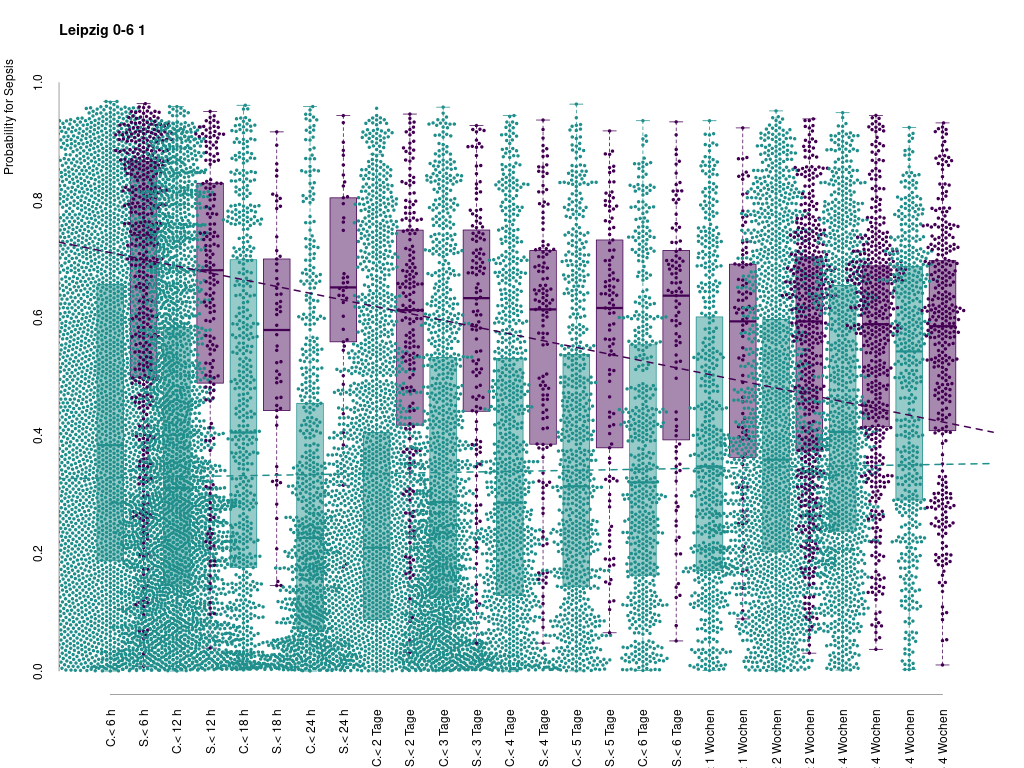 Leipzig 0-6 1
Probability for Sepsis
1.0
0.8
0.6
0.4
0.2
0.0
C.< 6 h
S.< 6 h
C.< 12 h
S.< 12 h
C.< 18 h
S.< 18 h
C.< 24 h
S.< 24 h
C.< 2 Tage
S.< 2 Tage
C.< 3 Tage
S.< 3 Tage
C.< 4 Tage
S.< 4 Tage
C.< 5 Tage
S.< 5 Tage
C.< 6 Tage
S.< 6 Tage
1 Wochen
1 Wochen
2 Wochen
2 Wochen
4 Wochen
4 Wochen
4 Wochen
4 Wochen